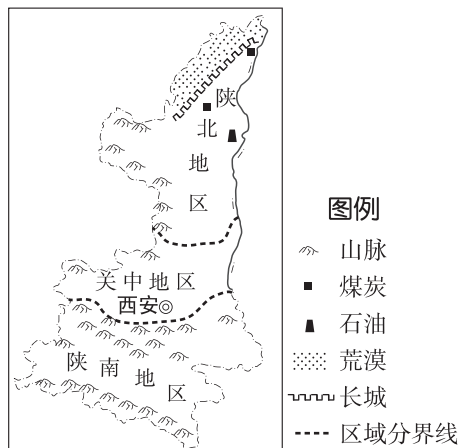 陕
北
地
区
关中地区
西安
陕南地区
图例
山脉
煤炭
石油
荒漠
长城
区域分界线